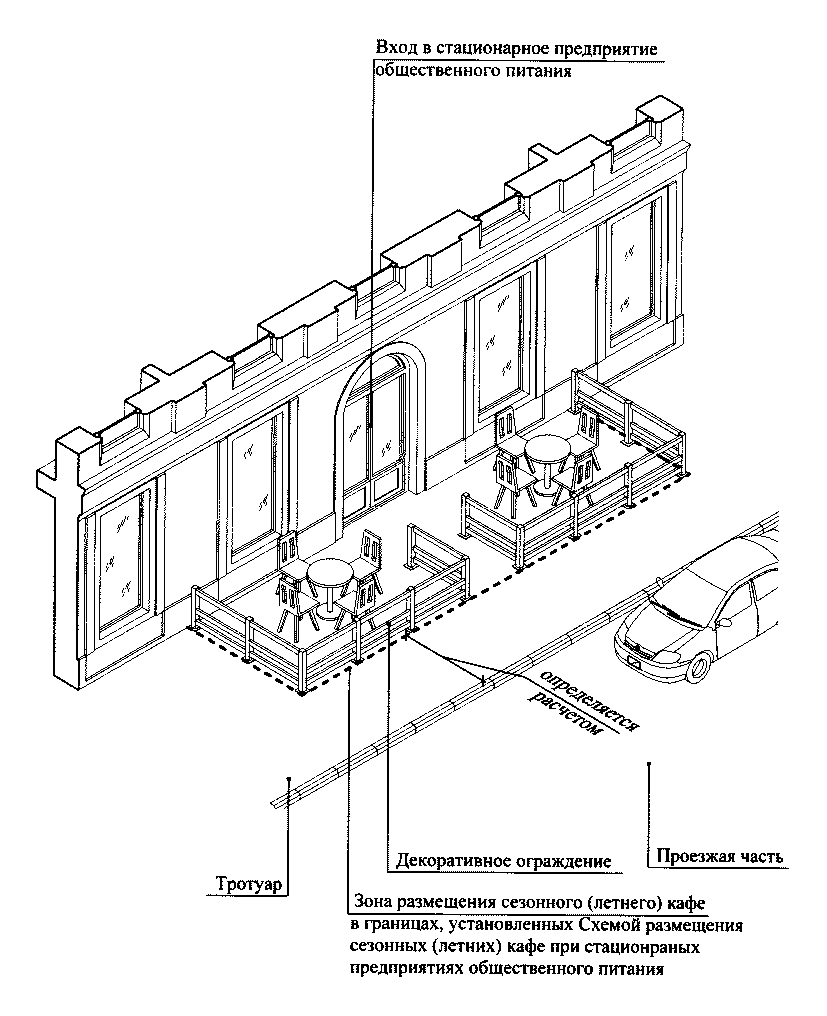 Вход в стационарное предприятие
общественного питания
определяется
расчетом
Декоративное ограждение
Проезжая часть
Тротуар
Зона размещения сезонного (летнего) кафе
в границах, установленных Схемой размещения
сезонных (летних) кафе при стационраных
предприятиях общественного питания